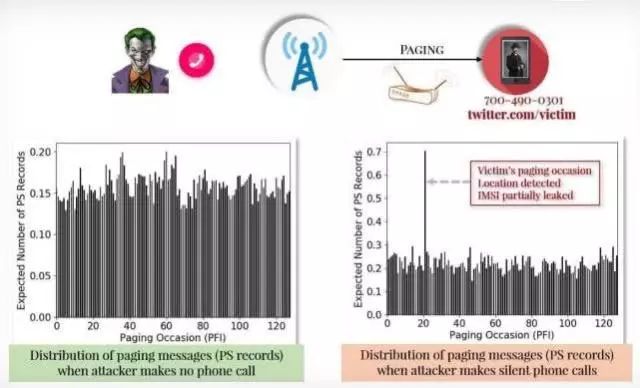 PAGING
700-490-0301
twitter.com/victim
0.20
0.15
0.10
0.05
0.00
Expected Number of PS Records
0 20 40 60 80 100 120
Paging Occasion (PFI)
Distribution of paging messages (PS records)
when attacker makes no phone call
0.7
0.6
0.5
0.4
0.3
0.2
0.1
0.0
Expected Number of PS Records
Victim's paging occasion
Location detected
IMSI partially leaked
0 20 40 60 80 100 120
Paging Occasion (PFI)
Distribution of paging messages (PS records)
when attacker makes silent phone calls